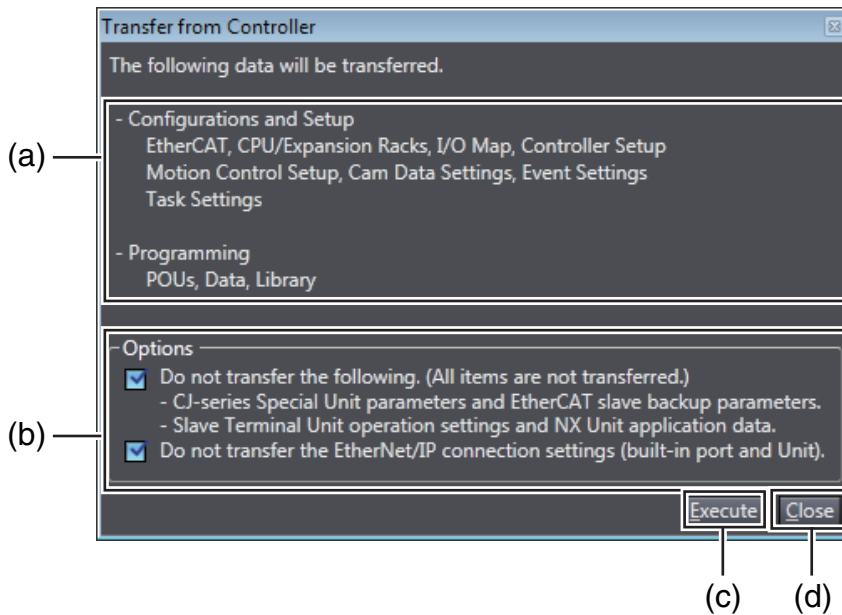 Transfer from Controller
The following data will be transferred.
(a)
- Configurations and Setup
EtherCAT, CPU/Expansion Racks, I/O Map, Controller Setup
Motion Control Setup, Cam Data Settings, Event Settings
Task Settings
- Programming
POUs, Data, Library
(b)
Options
Do not transfer the following. (All items are not transferred.)
- CJ-series Special Unit parameters and EtherCAT slave backup parameters.
- Slave Terminal Unit operation settings and NX Unit application data.
Do not transfer the EtherNet/IP connection settings (built-in port and Unit).
Execute Close
(c) (d)